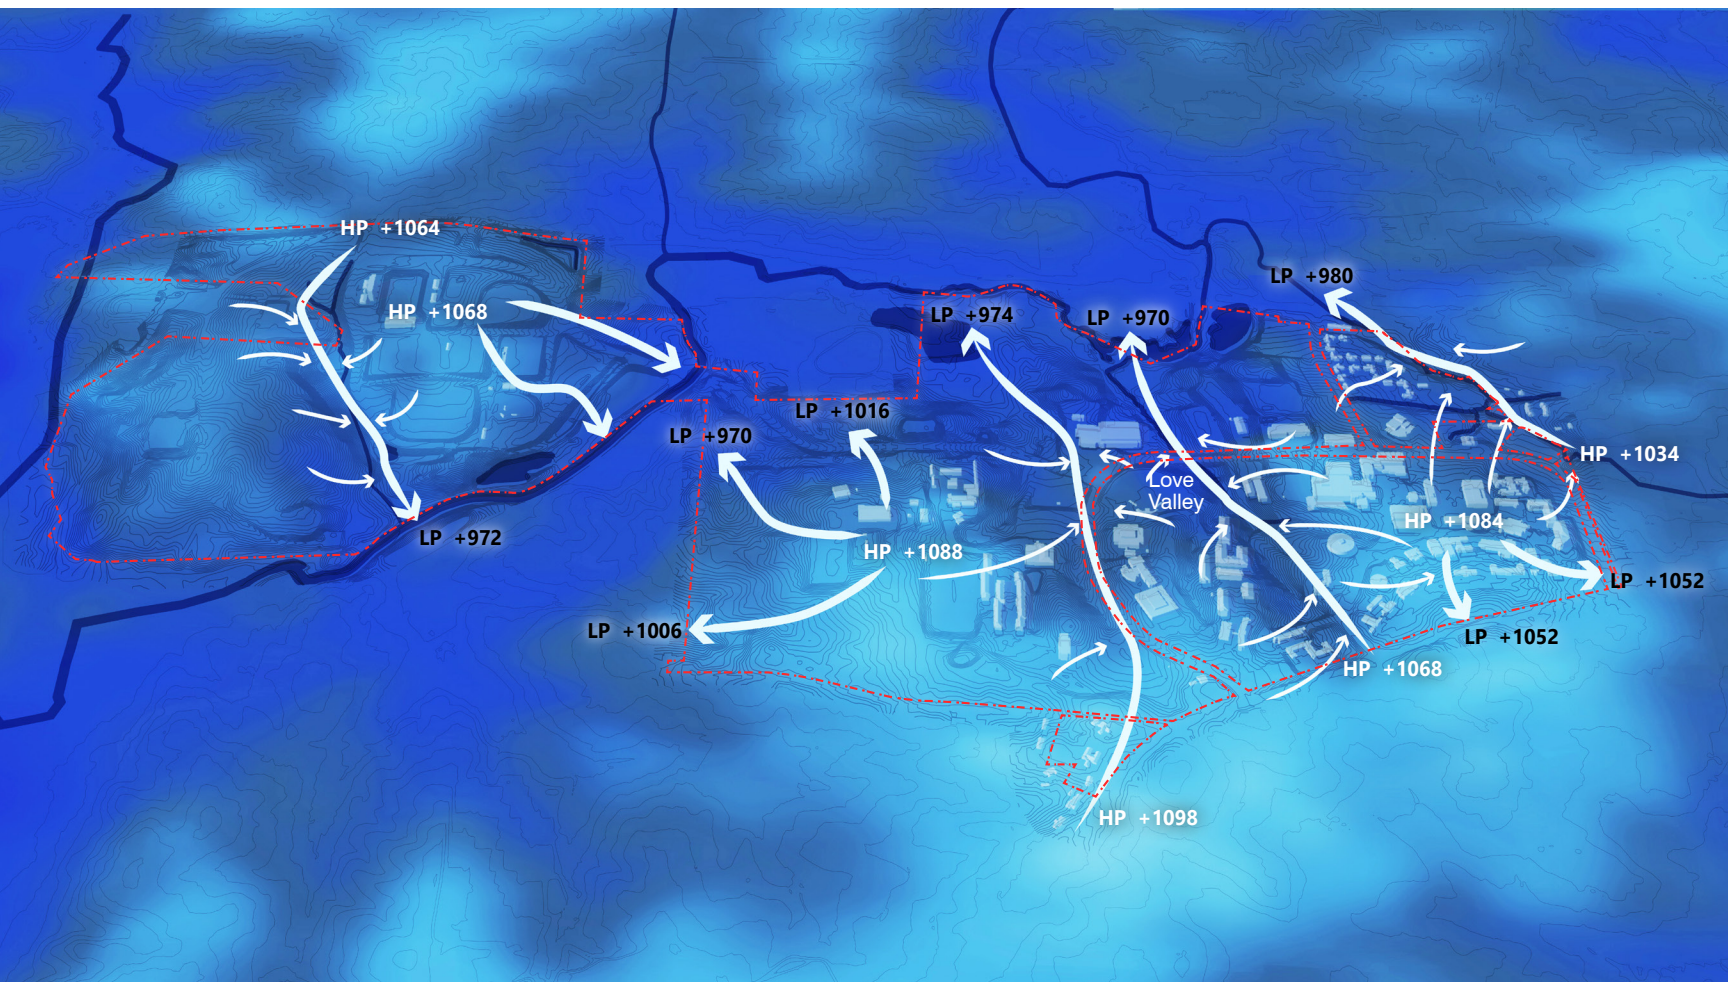 HP +1064
LP +980
HP +1068
LP +974
LP +970
LP +1016
LP +970
HP +1034
Love
Valley
HP +1084
LP +972
HP +1088
LP +1052
LP +1006
LP +1052
HP +1068
HP +1098